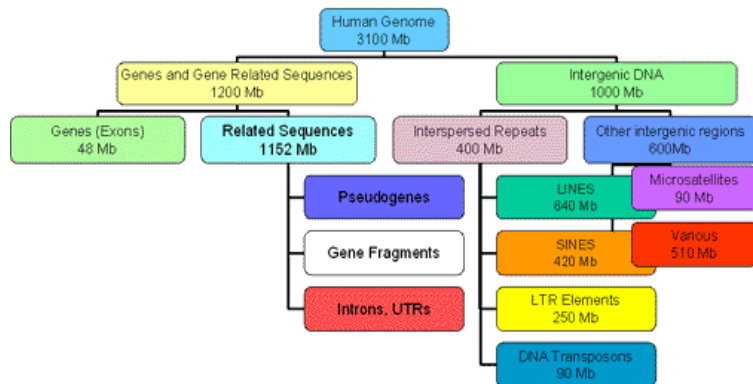 Human Genome
3100 Mb
Genes and Gene Related Sequences
1200 Mb
Intergenic DNA
1000 Mb
Genes (Exons)
48 Mb
Related Sequences
1152 Mb
Interspersed Repeats
400 Mb
Other intergenic regions
600Mb
Pseudogenes
Gene Fragments
Introns, UTRs
LINES
640 Mb
SINES
420 Mb
LTR Elements
250 Mb
DNA Transposons
90 Mb
Microsatellites
90 Mb
Various
510 Mb